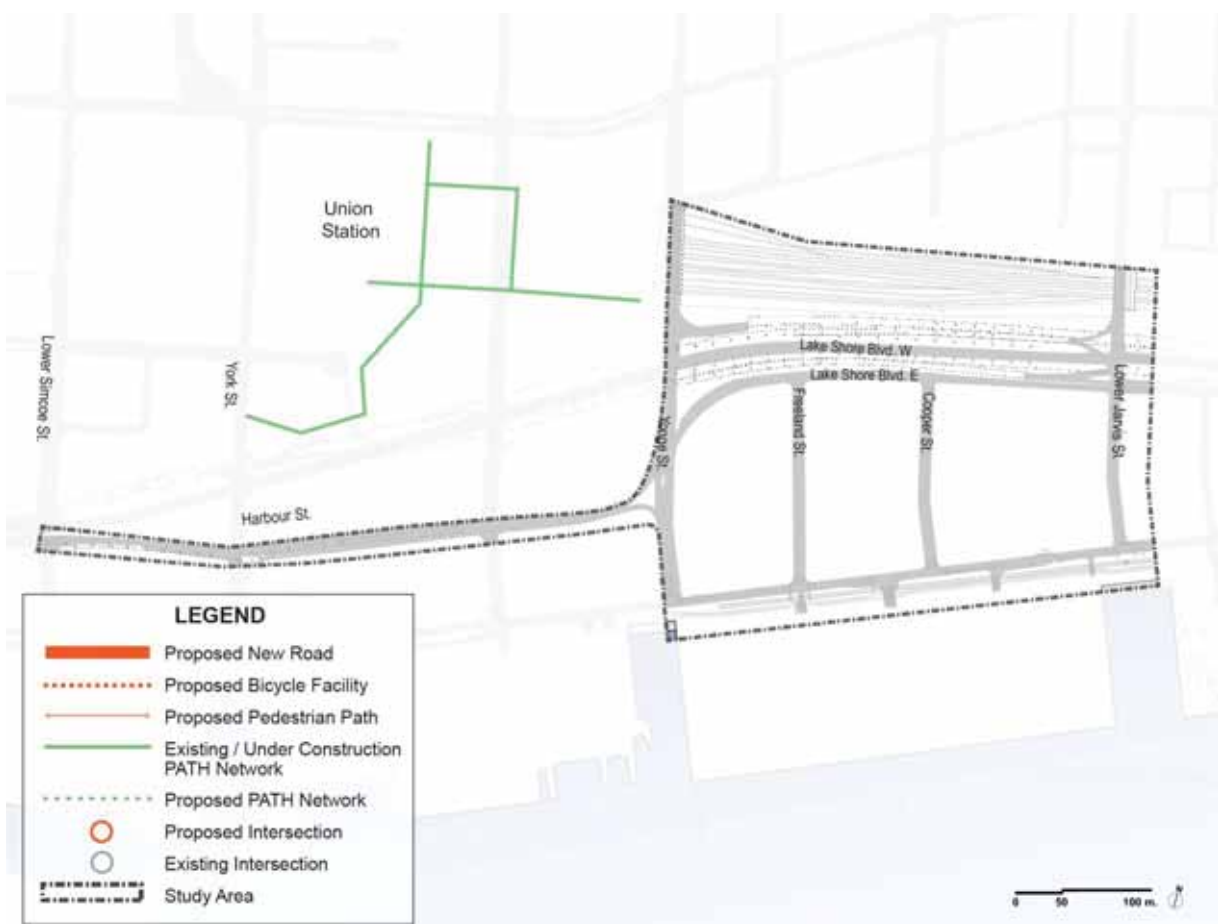 Union
Station
Lower Simcoe St.
York St.
Harbour St.
Yonge St.
Lake Shore Blvd. W
Lake Shore Blvd. E
Freeland St.
Cooper St.
Lower Jarvis St.
LEGEND
Proposed New Road
Proposed Bicycle Facility
Proposed Pedestrian Path
Existing / Under Construction
PATH Network
Proposed PATH Network
Proposed Intersection
Existing Intersection
Study Area
0 50 100 m.
N